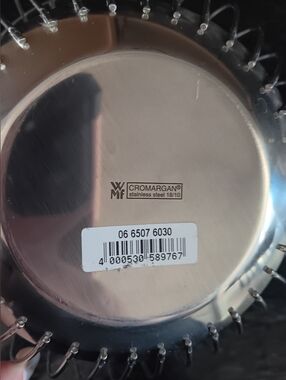 WMF CROMARGAN®
stainless steel 18/10
06 6507 6030
4 000530 589767